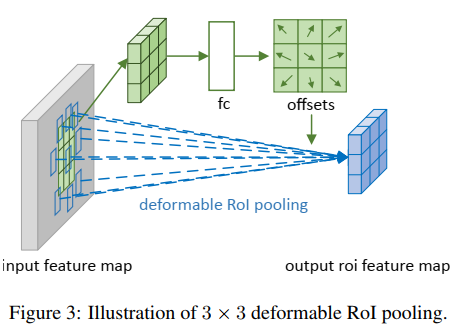 fc
offsets
deformable RoI pooling
input feature map
output roi feature map
Figure 3: Illustration of 3 × 3 deformable RoI pooling.